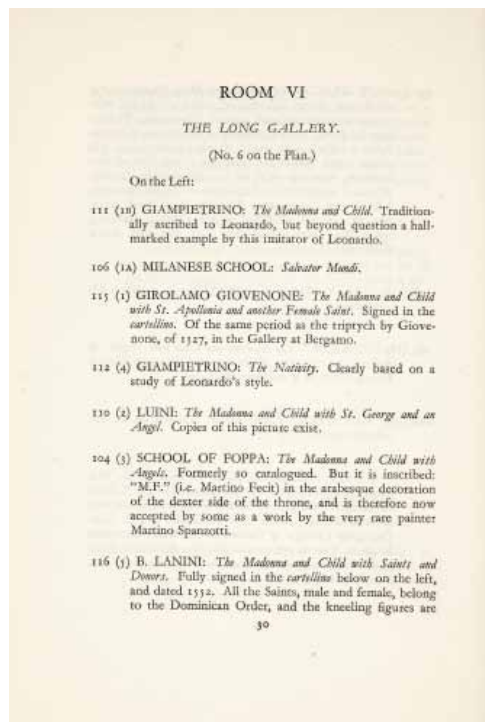 ROOM VI
THE LONG GALLERY.
(No. 6 on the Plan.)
On the Left:
111 (1B) GIAMPIETRINO: The Madonna and Child. Tradition-
ally ascribed to Leonardo, but beyond question a hall-
marked example by this imitator of Leonardo.
106 (1A) MILANESE SCHOOL: Salvator Mundi.
115 (1) GIROLAMO GIOVENONE: The Madonna and Child
with St. Apollonia and another Female Saint. Signed in the
cartellino. Of the same period as the triptych by Giove-
none, of 1527, in the Gallery at Bergamo.
112 (4) GIAMPIETRINO: The Nativity. Clearly based on a
study of Leonardo's style.
110 (2) LUINI: The Madonna and Child with St. George and an
Angel. Copies of this picture exist.
104 (3) SCHOOL OF FOPPA: The Madonna and Child with
Angels. Formerly so catalogued. But it is inscribed:
"M.F." (i.e. Martino Fecit) in the arabesque decoration
of the dexter side of the throne, and is therefore now
accepted by some as a work by the very rare painter
Martino Spanzotti.
116 (5) B. LANINI: The Madonna and Child with Saints and
Donors. Fully signed in the cartellino below on the left,
and dated 1552. All the Saints, male and female, belong
to the Dominican Order, and the kneeling figures are
30